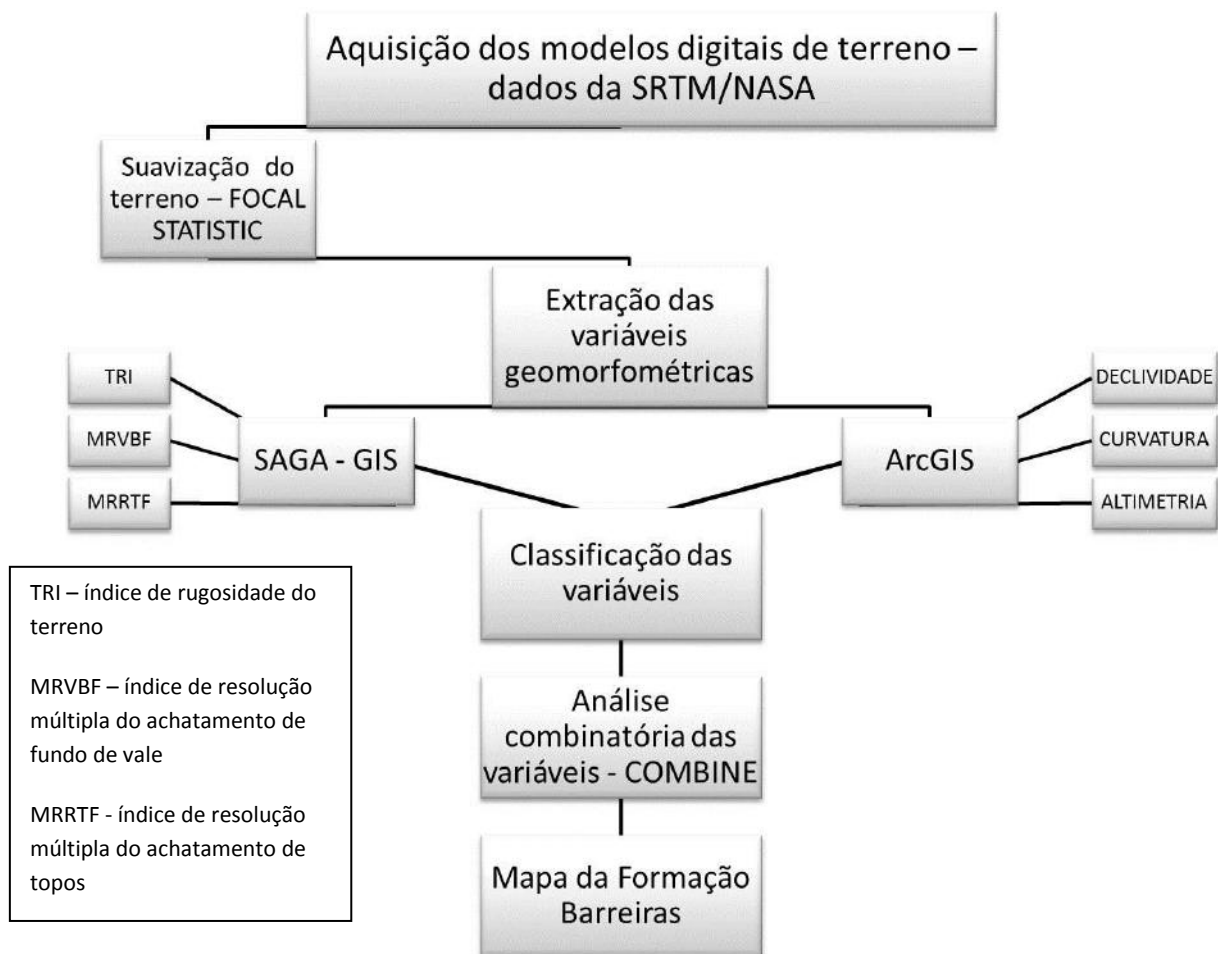 Aquisição dos modelos digitais de terreno –
dados da SRTM/NASA
Suavização do
terreno – FOCAL
STATISTIC
Extração das
variáveis
geomorfométricas
TRI
MRVBF
MRRTF
SAGA - GIS
ArcGIS
DECLIVIDADE
CURVATURA
ALTIMETRIA
Classificação das
variáveis
Análise
combinatória das
variáveis - COMBINE
Mapa da Formação
Barreiras
TRI – índice de rugosidade do
terreno
MRVBF – índice de resolução
múltipla do achatamento de
fundo de vale
MRRTF - índice de resolução
múltipla do achatamento de
topos